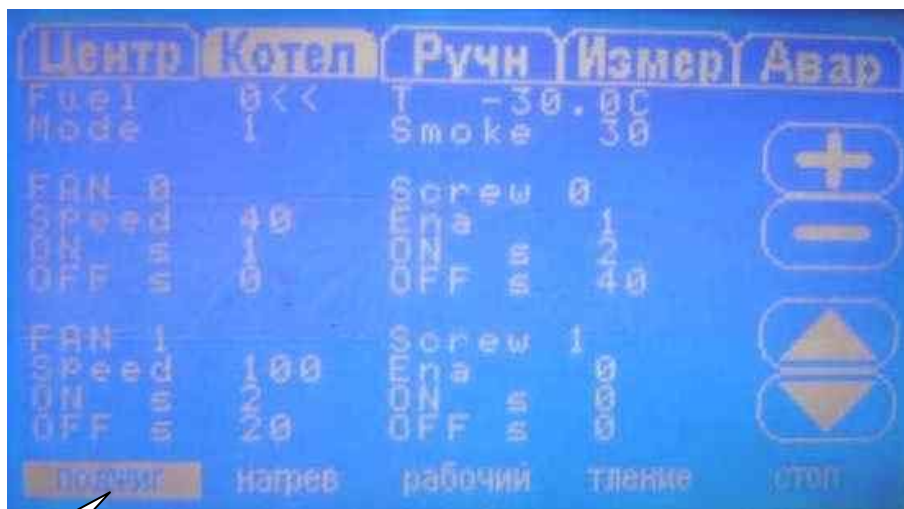 Центр Котел Ручн Измер Авар
Fuel 0<< T -30.0C
Mode 1 Smoke 30
FAN 0 Screw 0
Speed 40 Ena 1
ON s 1 ON s 2
OFF s 0 OFF s 40
FAN 1 Screw 1
Speed 100 Ena 0
ON s 2 ON s 0
OFF s 20 OFF s 0
подчиг нагрев рабочий тление стоп